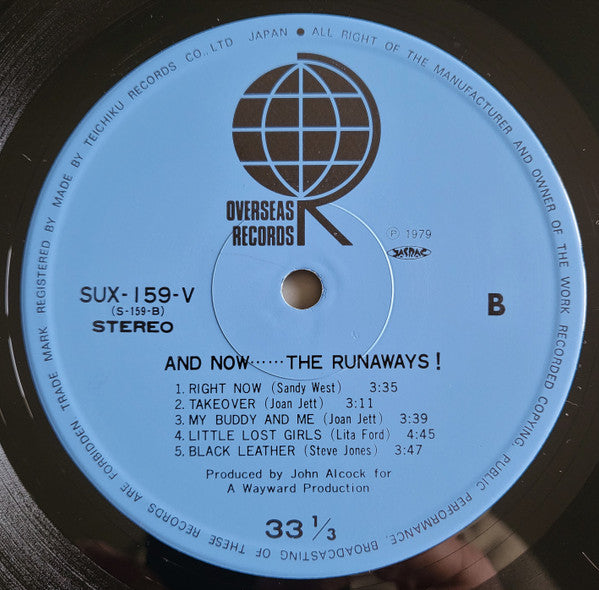 TRADE MARK REGISTERED BY MADE BY TEICHIKU RECORDS CO., LTD JAPAN ● ALL RIGHT OF THE MANUFACTURER AND OWNER OF THE WORK RECORDED COPYING, PUBLIC PERFORMANCE, BROADCASTING OF THESE RECORDS ARE FORBIDDEN
OVERSEAS
RECORDS
Ⓟ 1979
JASRAC
SUX-159-V
(S-159-B)
STEREO
B
AND NOW······THE RUNAWAYS!
1. RIGHT NOW (Sandy West) 3:35
2. TAKEOVER (Joan Jett) 3:11
3. MY BUDDY AND ME (Joan Jett) 3:39
4. LITTLE LOST GIRLS (Lita Ford) 4:45
5. BLACK LEATHER (Steve Jones) 3:47
Produced by John Alcock for
A Wayward Production
33 1/3